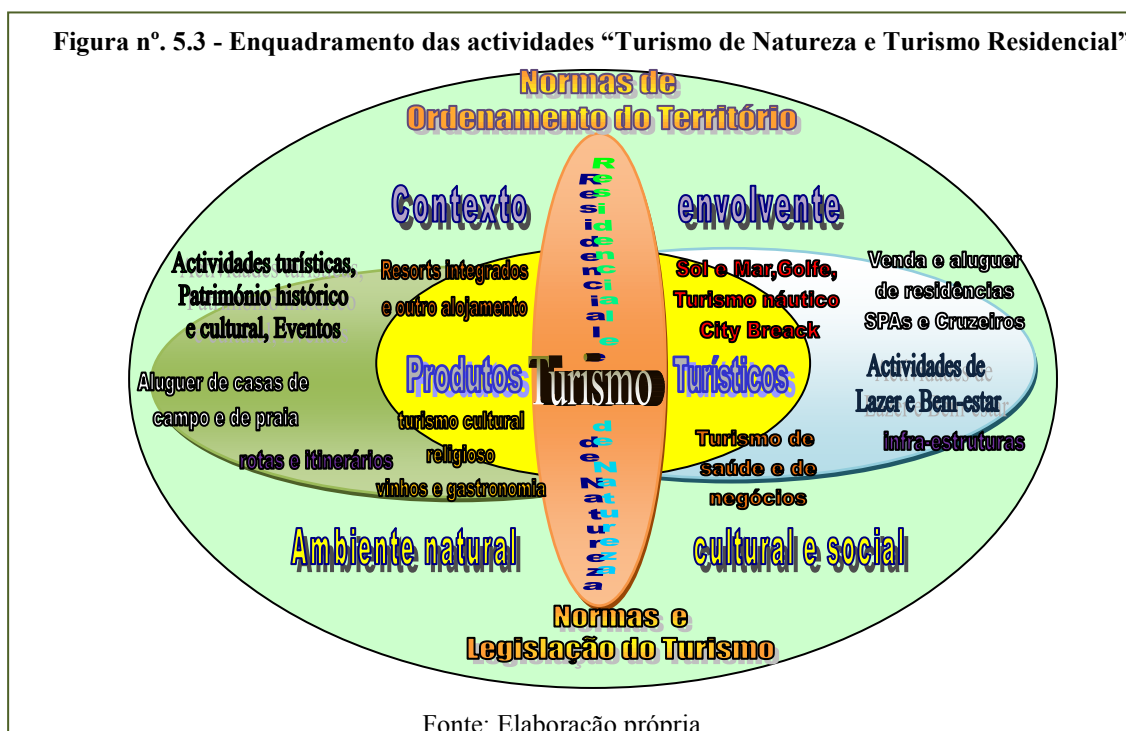 Figura nº. 5.3 - Enquadramento das actividades “Turismo de Natureza e Turismo Residencial”
Normas de
Ordenamento do Território
Contexto
envolvente
Residencial e
Actividades turísticas,
Património histórico
e cultural, Eventos
Resorts integrados
e outro alojamento
Sol e Mar,Golfe,
Turismo náutico
City Breack
Venda e aluguer
de residências
SPAs e Cruzeiros
Produtos
Turismo
Turísticos
Actividades de
Lazer e Bem-estar
Aluguer de casas de
campo e de praia
rotas e itinerários
turismo cultural
religioso
vinhos e gastronomia
de Natureza
Turismo de
saúde e de
negócios
infra-estruturas
Ambiente natural
cultural e social
Normas e
Legislação do Turismo
Fonte: Elaboração própria